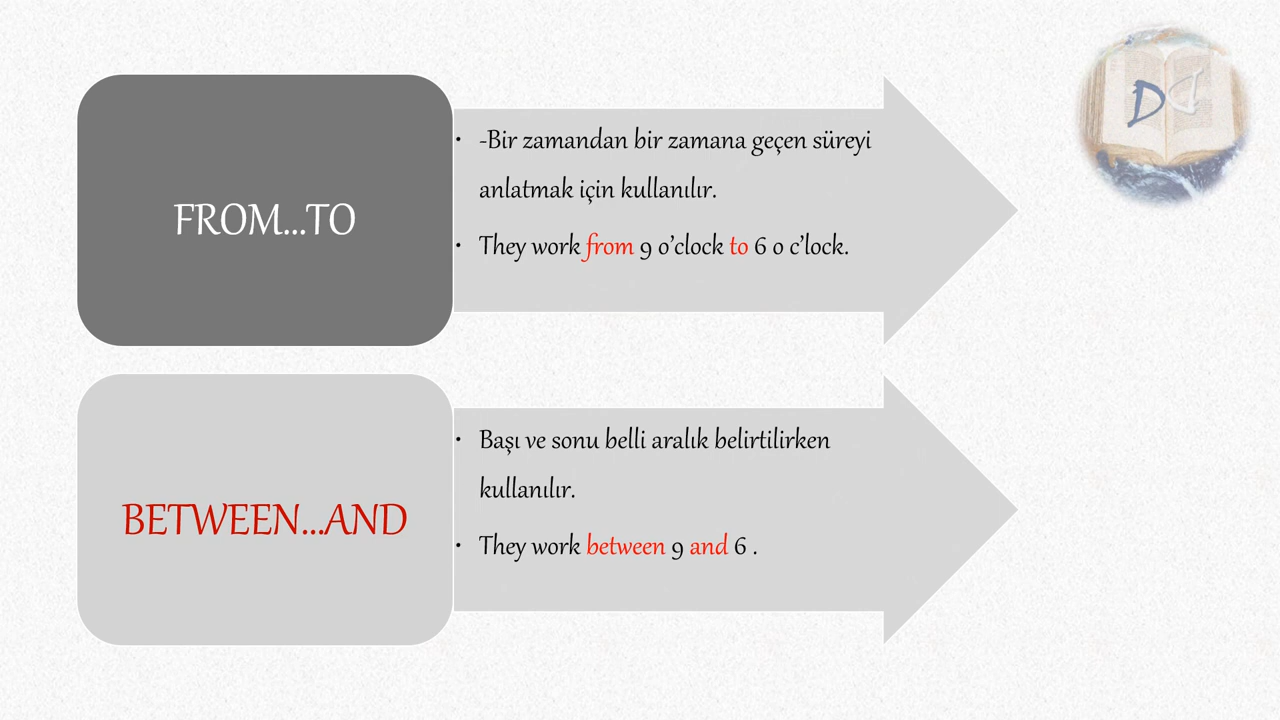 FROM...TO
• -Bir zamandan bir zamana geçen süreyi
anlatmak için kullanılır.
• They work from 9 o’clock to 6 o c’lock.
BETWEEN...AND
• Başı ve sonu belli aralık belirtilirken
kullanılır.
• They work between 9 and 6 .
D D